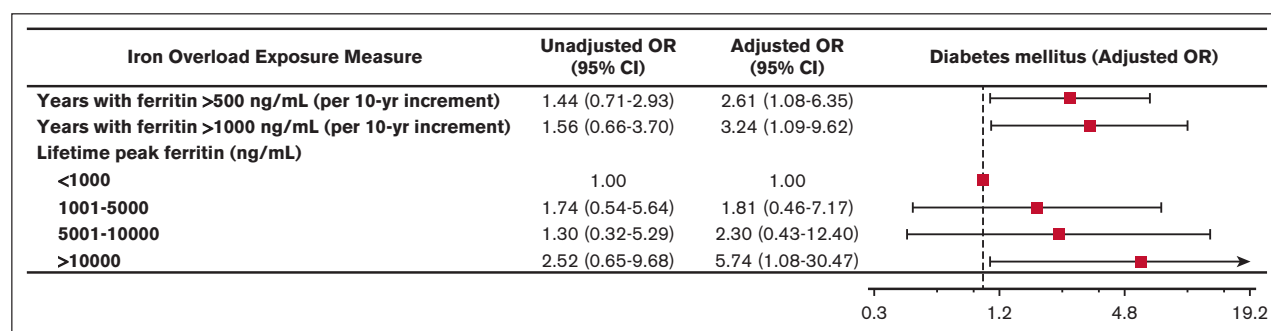 Iron Overload Exposure Measure Unadjusted OR (95% CI) Adjusted OR (95% CI) Diabetes mellitus (Adjusted OR)
Years with ferritin >500 ng/mL (per 10-yr increment) 1.44 (0.71-2.93) 2.61 (1.08-6.35)
Years with ferritin >1000 ng/mL (per 10-yr increment) 1.56 (0.66-3.70) 3.24 (1.09-9.62)
Lifetime peak ferritin (ng/mL)
<1000 1.00 1.00
1001-5000 1.74 (0.54-5.64) 1.81 (0.46-7.17)
5001-10000 1.30 (0.32-5.29) 2.30 (0.43-12.40)
>10000 2.52 (0.65-9.68) 5.74 (1.08-30.47)
0.3 1.2 4.8 19.2